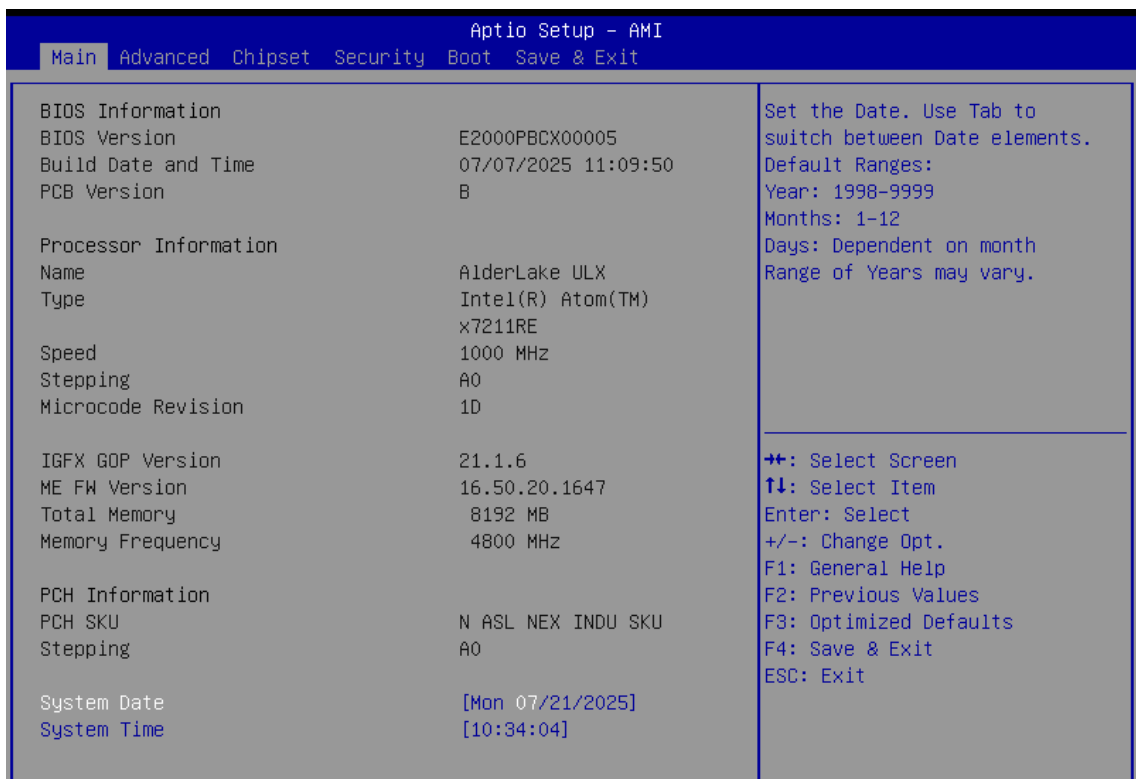 Aptio Setup - AMI
Main Advanced Chipset Security Boot Save & Exit
BIOS Information
BIOS Version E2000PBCX00005
Build Date and Time 07/07/2025 11:09:50
PCB Version B
Processor Information
Name AlderLake ULX
Type Intel(R) Atom(TM)
x7211RE
Speed 1000 MHz
Stepping A0
Microcode Revision 1D
IGFX GOP Version 21.1.6
ME FW Version 16.50.20.1647
Total Memory 8192 MB
Memory Frequency 4800 MHz
PCH Information
PCH SKU N ASL NEX INDU SKU
Stepping A0
System Date [Mon 07/21/2025]
System Time [10:34:04]
Set the Date. Use Tab to
switch between Date elements.
Default Ranges:
Year: 1998-9999
Months: 1-12
Days: Dependent on month
Range of Years may vary.
→←: Select Screen
↑↓: Select Item
Enter: Select
+/-: Change Opt.
F1: General Help
F2: Previous Values
F3: Optimized Defaults
F4: Save & Exit
ESC: Exit